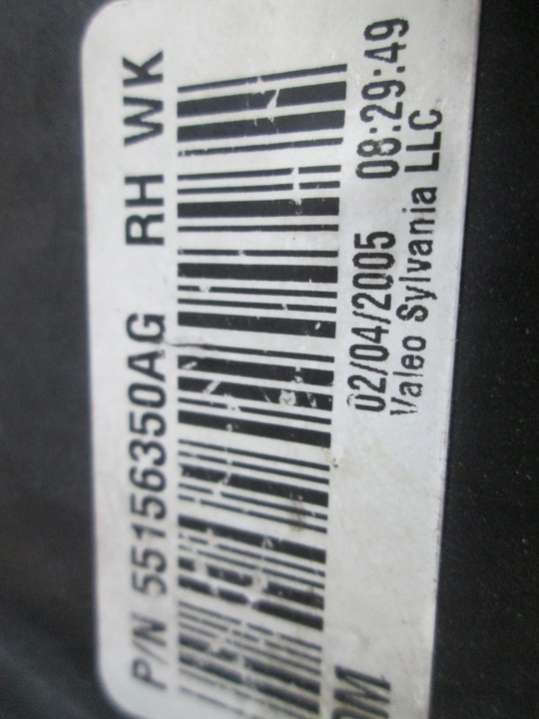 P/N 55156350AG RH WK
02/04/2005 08:29:49
Valeo Sylvania LLC